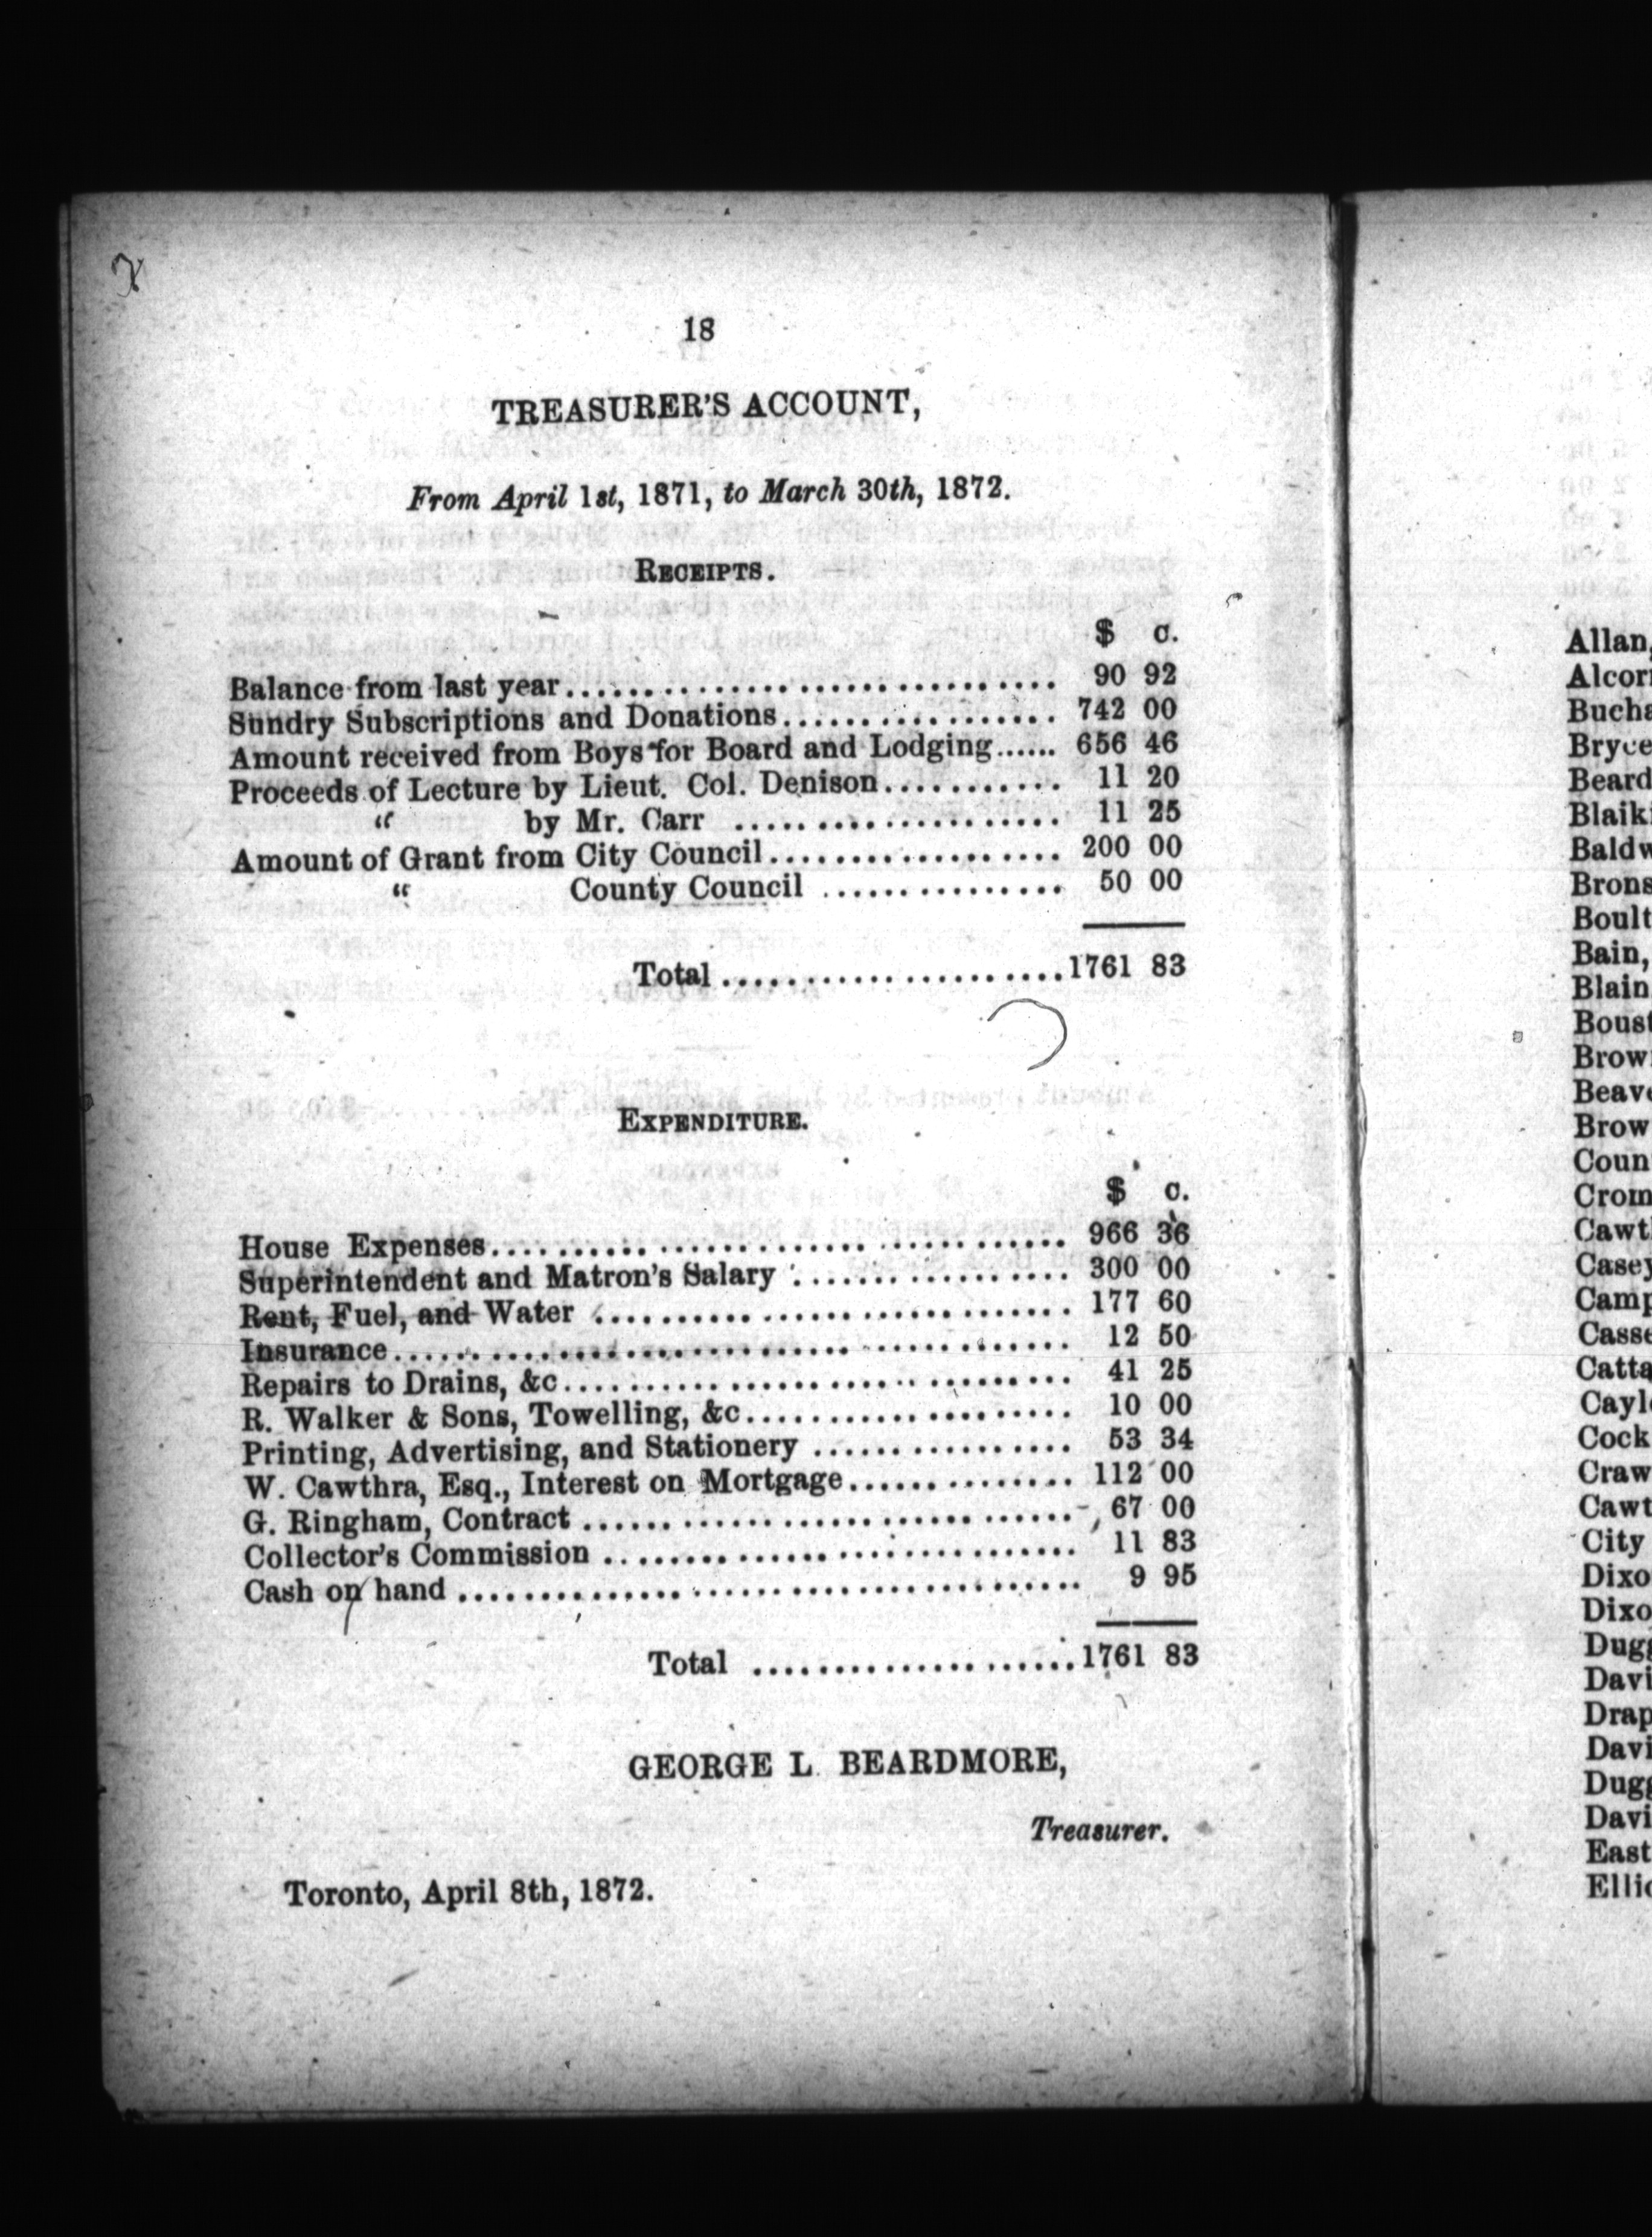 18
TREASURER'S ACCOUNT,
From April 1st, 1871, to March 30th, 1872.
RECEIPTS.
$ c.
Balance from last year.................................... 90 92
Sundry Subscriptions and Donations................. 742 00
Amount received from Boys for Board and Lodging...... 656 46
Proceeds of Lecture by Lieut. Col. Denison........... 11 20
" by Mr. Carr .................... 11 25
Amount of Grant from City Council.................. 200 00
" County Council ............... 50 00
Total .....................1761 83
EXPENDITURE.
$ c.
House Expenses.................................... 966 36
Superintendent and Matron's Salary ................. 300 00
Rent, Fuel, and Water ............................. 177 60
Insurance........................................ 12 50
Repairs to Drains, &c.............................. 41 25
R. Walker & Sons, Towelling, &c.................... 10 00
Printing, Advertising, and Stationery ................ 53 34
W. Cawthra, Esq., Interest on Mortgage.............. 112 00
G. Ringham, Contract .............................. 67 00
Collector's Commission ............................. 11 83
Cash on hand ...................................... 9 95
Total .....................1761 83
GEORGE L. BEARDMORE,
Treasurer.
Toronto, April 8th, 1872.
Allan,
Bain,
City